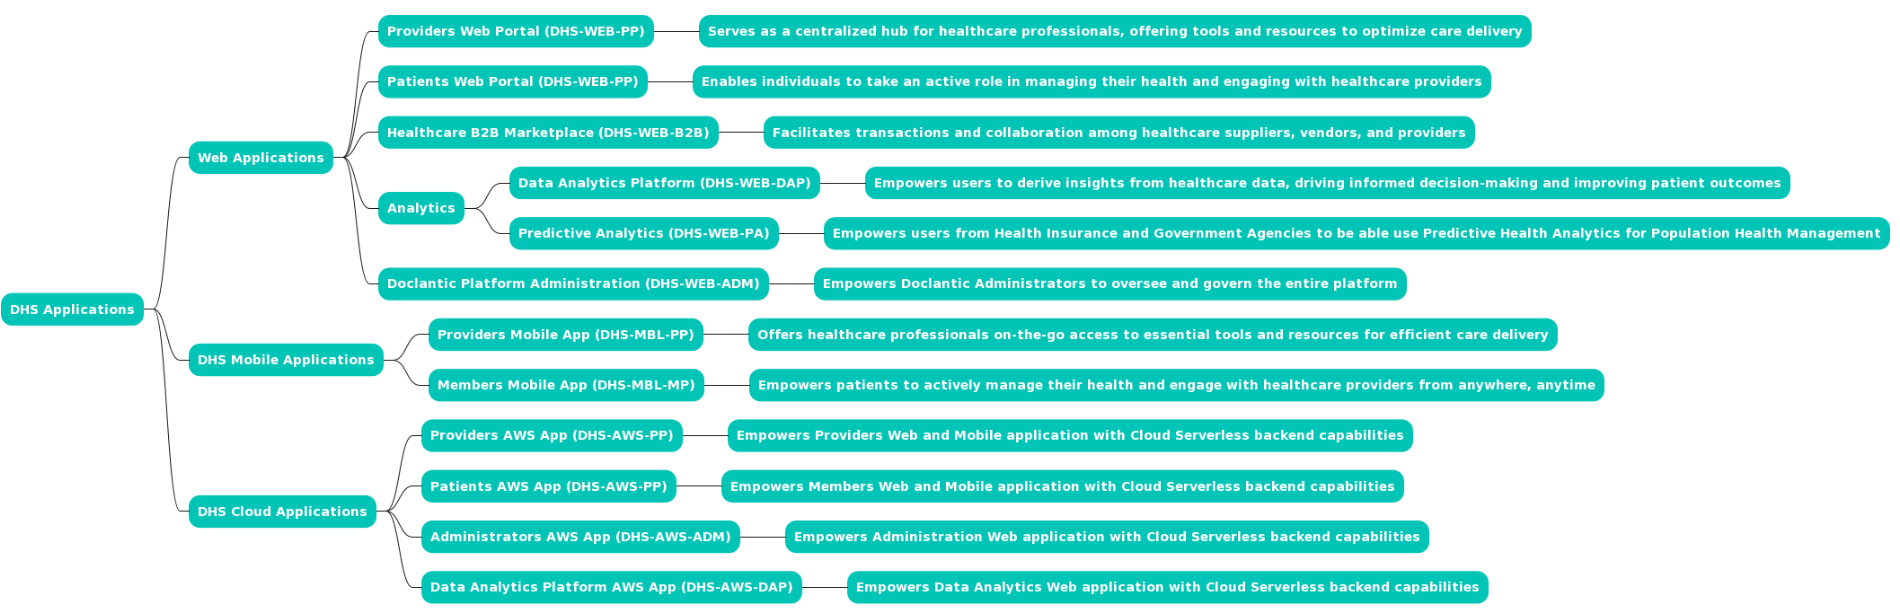 DHS Applications
Web Applications
Providers Web Portal (DHS-WEB-PP)
Serves as a centralized hub for healthcare professionals, offering tools and resources to optimize care delivery
Patients Web Portal (DHS-WEB-PP)
Enables individuals to take an active role in managing their health and engaging with healthcare providers
Healthcare B2B Marketplace (DHS-WEB-B2B)
Facilitates transactions and collaboration among healthcare suppliers, vendors, and providers
Analytics
Data Analytics Platform (DHS-WEB-DAP)
Empowers users to derive insights from healthcare data, driving informed decision-making and improving patient outcomes
Predictive Analytics (DHS-WEB-PA)
Empowers users from Health Insurance and Government Agencies to be able use Predictive Health Analytics for Population Health Management
Doclantic Platform Administration (DHS-WEB-ADM)
Empowers Doclantic Administrators to oversee and govern the entire platform
DHS Mobile Applications
Providers Mobile App (DHS-MBL-PP)
Offers healthcare professionals on-the-go access to essential tools and resources for efficient care delivery
Members Mobile App (DHS-MBL-MP)
Empowers patients to actively manage their health and engage with healthcare providers from anywhere, anytime
DHS Cloud Applications
Providers AWS App (DHS-AWS-PP)
Empowers Providers Web and Mobile application with Cloud Serverless backend capabilities
Patients AWS App (DHS-AWS-PP)
Empowers Members Web and Mobile application with Cloud Serverless backend capabilities
Administrators AWS App (DHS-AWS-ADM)
Empowers Administration Web application with Cloud Serverless backend capabilities
Data Analytics Platform AWS App (DHS-AWS-DAP)
Empowers Data Analytics Web application with Cloud Serverless backend capabilities